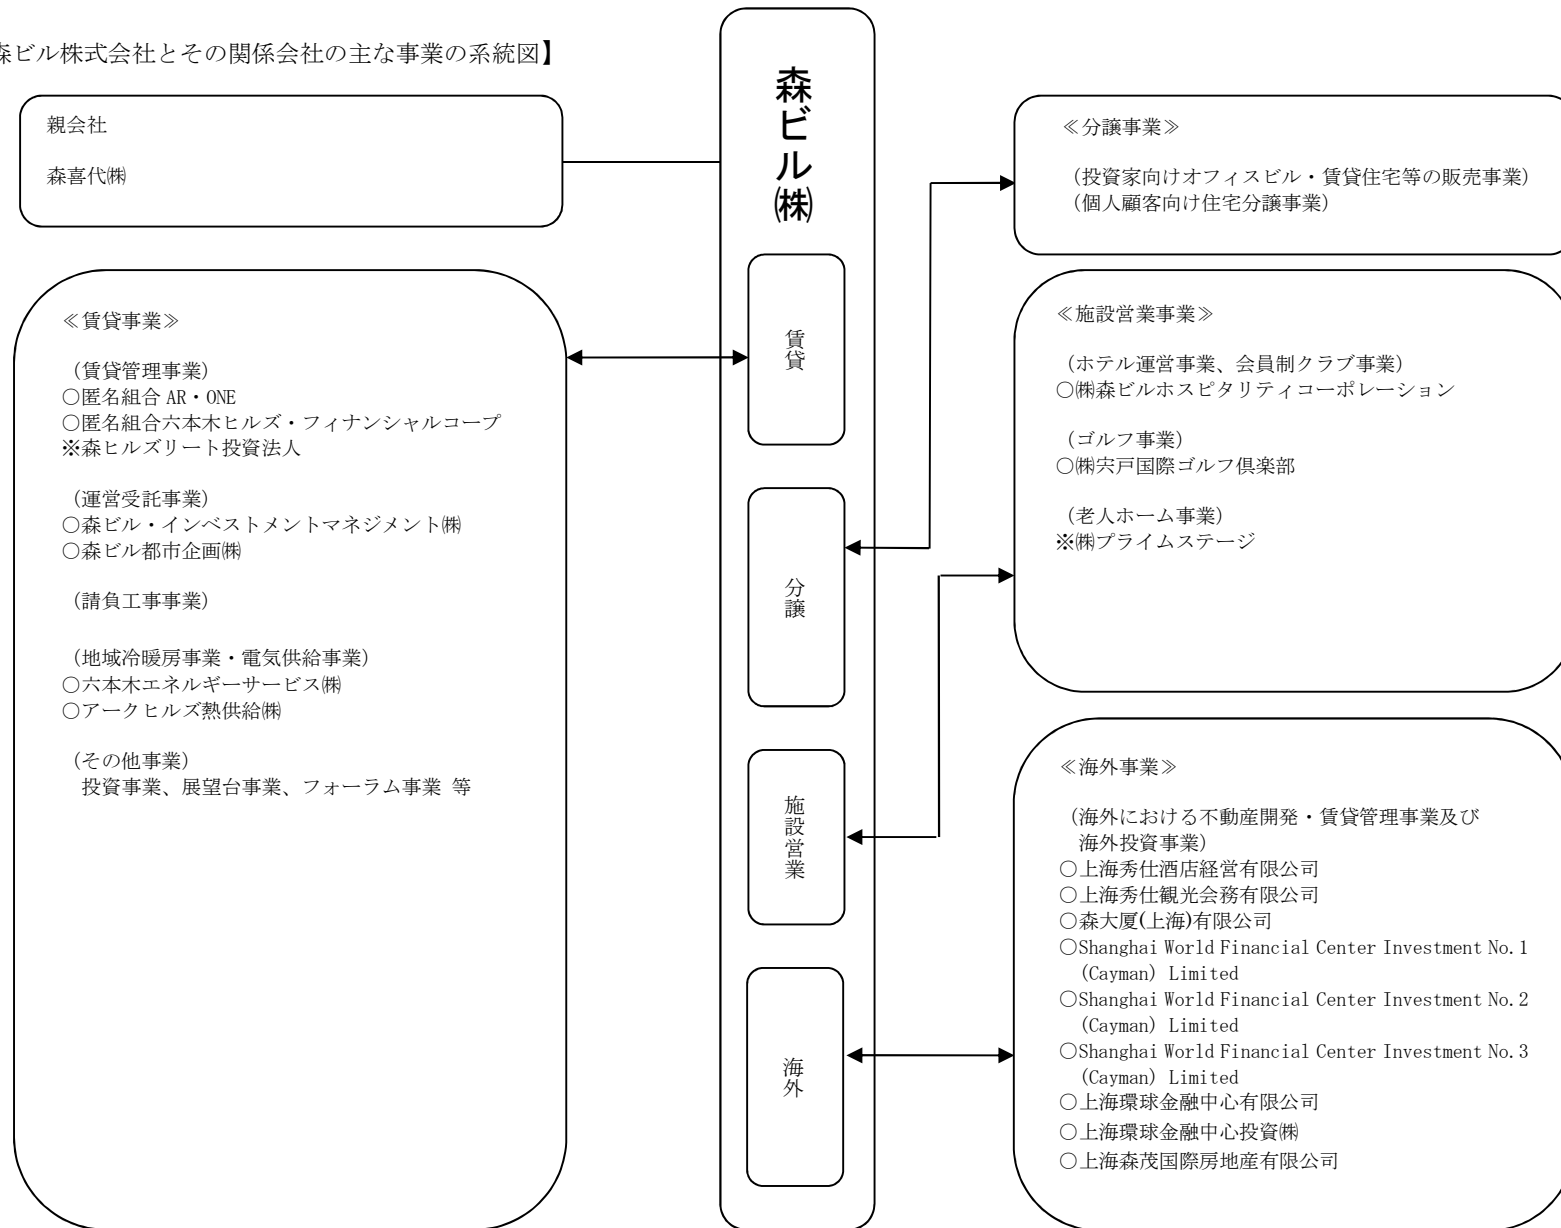 森ビル株式会社とその関係会社の主な事業の系統図】
親会社
森喜代㈱
≪賃貸事業≫
（賃貸管理事業）
○匿名組合 AR・ONE
○匿名組合六本木ヒルズ・フィナンシャルコープ
※森ヒルズリート投資法人
（運営受託事業）
○森ビル・インベストメントマネジメント㈱
○森ビル都市企画㈱
（請負工事事業）
（地域冷暖房事業・電気供給事業）
○六本木エネルギーサービス㈱
○アークヒルズ熱供給㈱
（その他事業）
投資事業、展望台事業、フォーラム事業 等
森ビル㈱
賃貸
分譲
施設営業
海外
≪分譲事業≫
（投資家向けオフィスビル・賃貸住宅等の販売事業）
（個人顧客向け住宅分譲事業）
≪施設営業事業≫
（ホテル運営事業、会員制クラブ事業）
○㈱森ビルホスピタリティコーポレーション
（ゴルフ事業）
○㈱宍戸国際ゴルフ倶楽部
（老人ホーム事業）
※㈱プライムステージ
≪海外事業≫
（海外における不動産開発・賃貸管理事業及び
海外投資事業）
○上海秀仕酒店経営有限公司
○上海秀仕観光会務有限公司
○森大厦(上海)有限公司
○Shanghai World Financial Center Investment No.1
(Cayman) Limited
○Shanghai World Financial Center Investment No.2
(Cayman) Limited
○Shanghai World Financial Center Investment No.3
(Cayman) Limited
○上海環球金融中心有限公司
○上海環球金融中心投資㈱
○上海森茂国際房地産有限公司